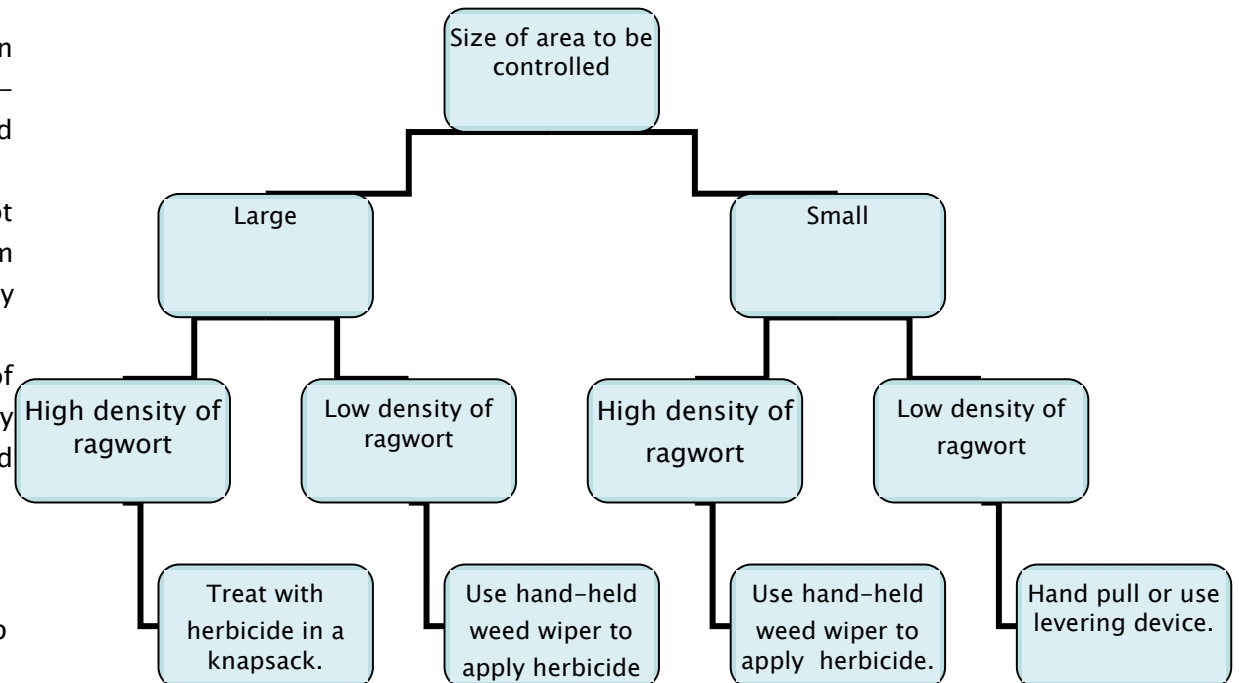 Size of area to be
controlled
Large
Small
High density of
ragwort
Low density of
ragwort
High density of
ragwort
Low density of
ragwort
Treat with
herbicide in a
knapsack.
Use hand–held
weed wiper to
apply herbicide
Use hand–held
weed wiper to
apply herbicide.
Hand pull or use
levering device.